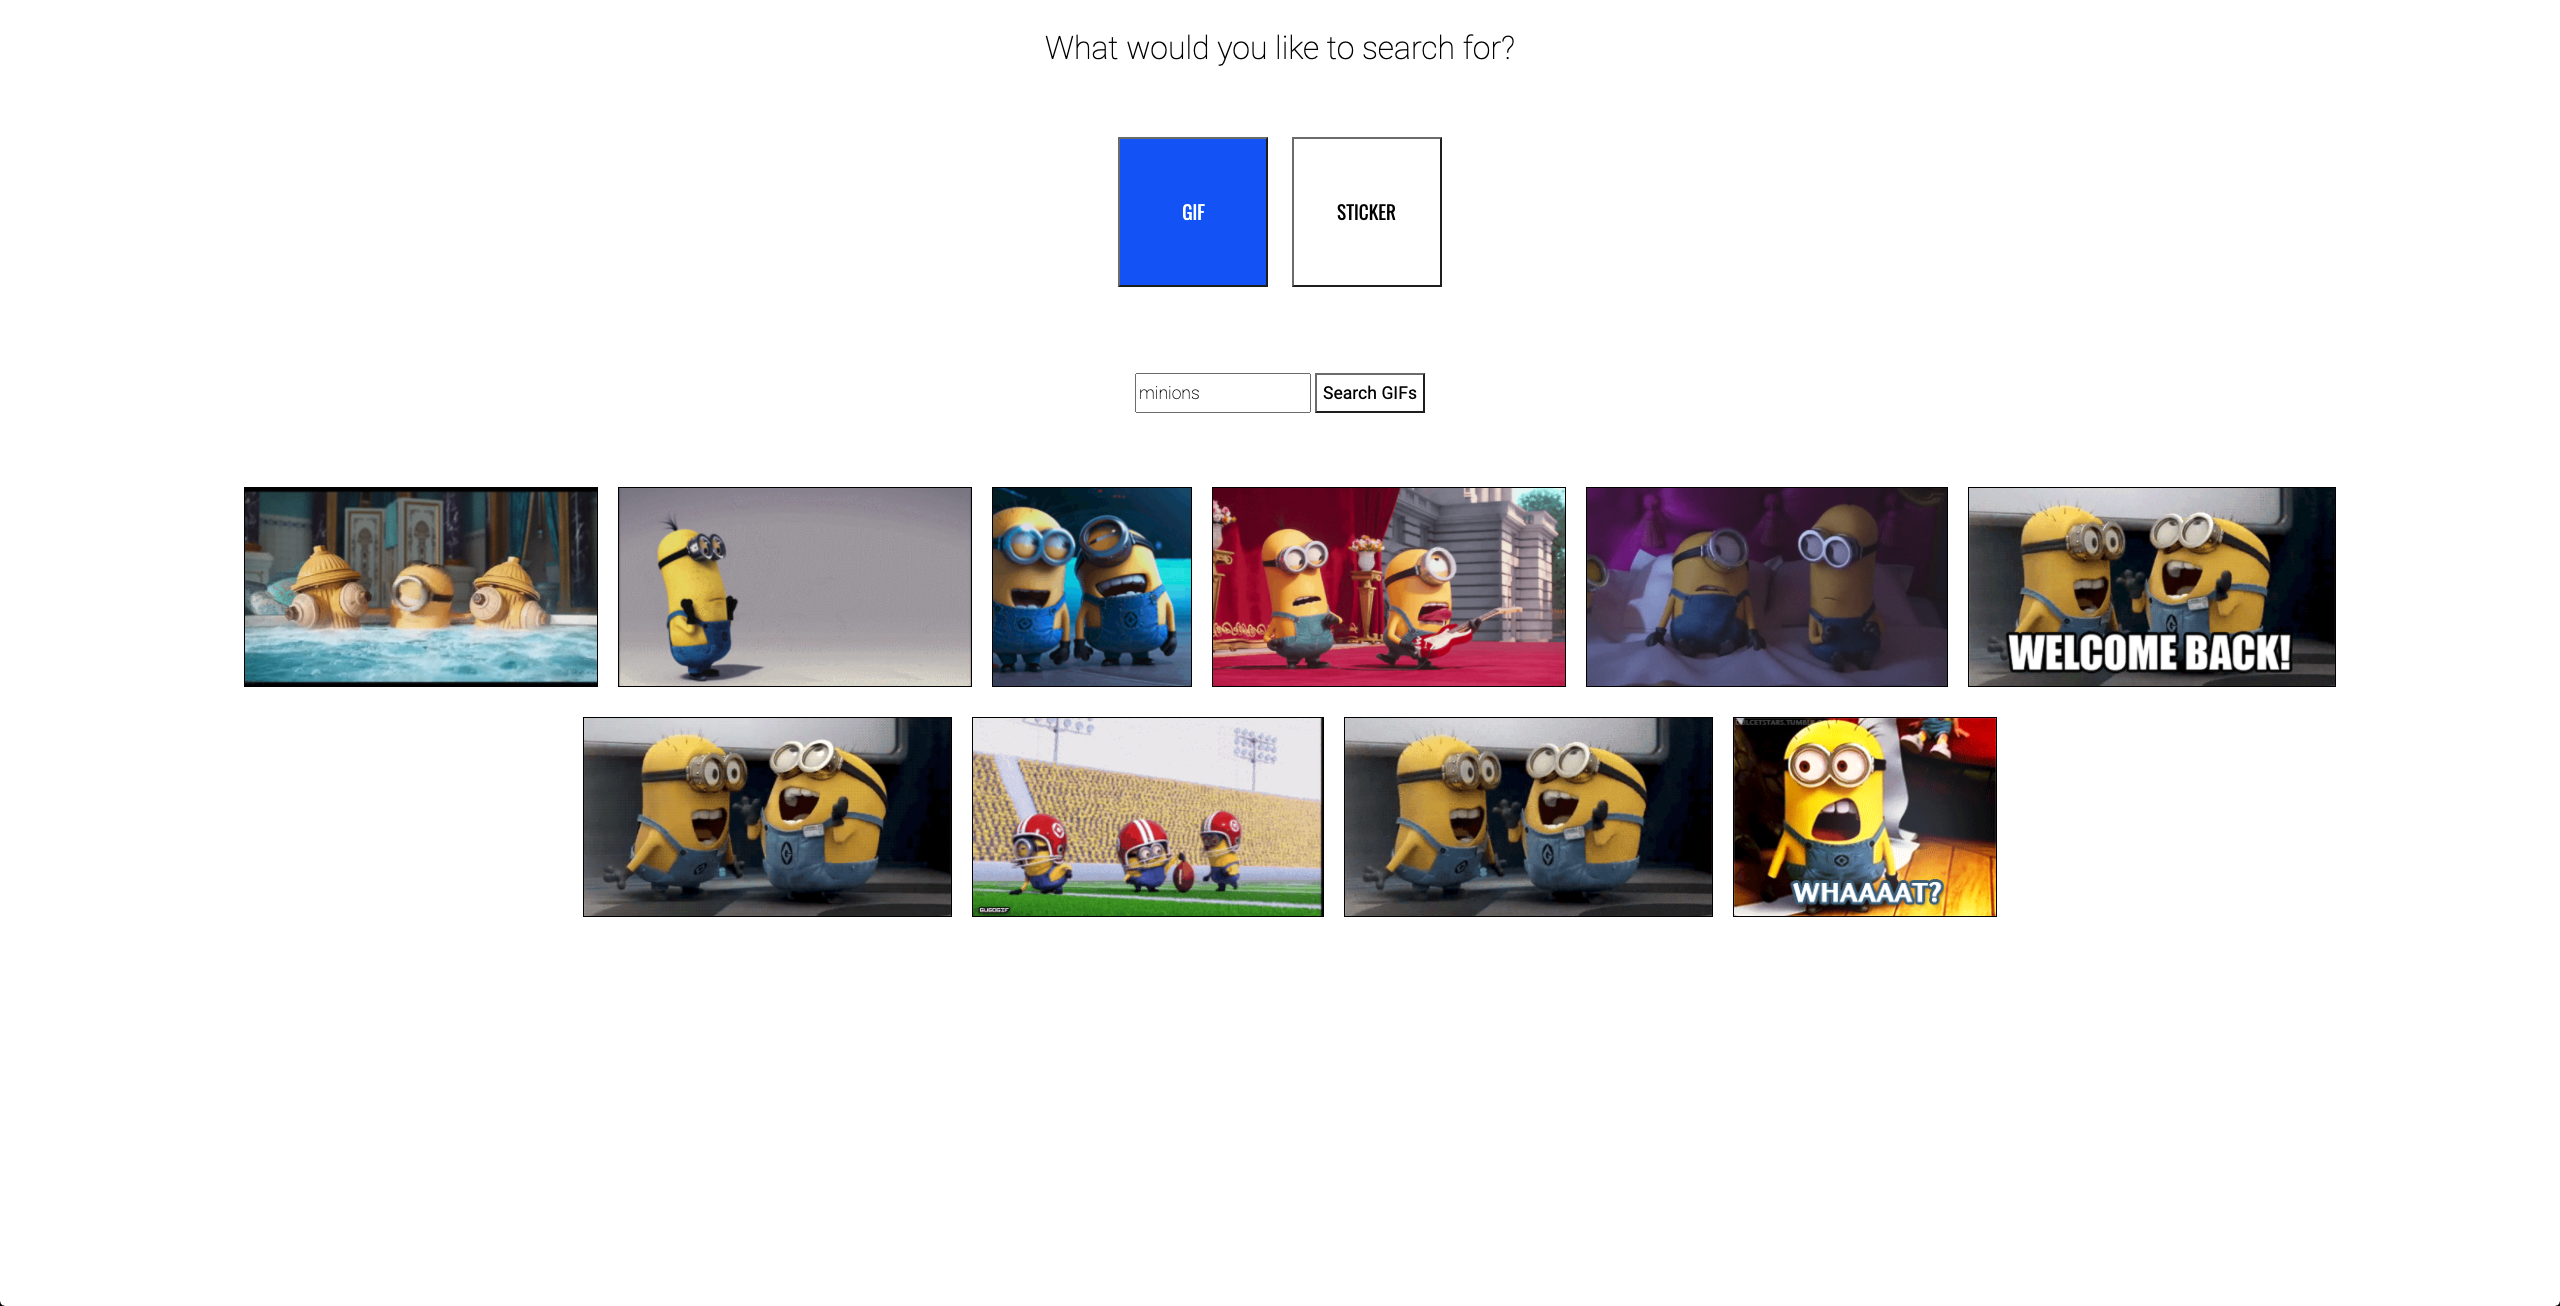 What would you like to search for?
GIF
STICKER
minions
Search GIFs
WELCOME BACK!
WHAAAAT?